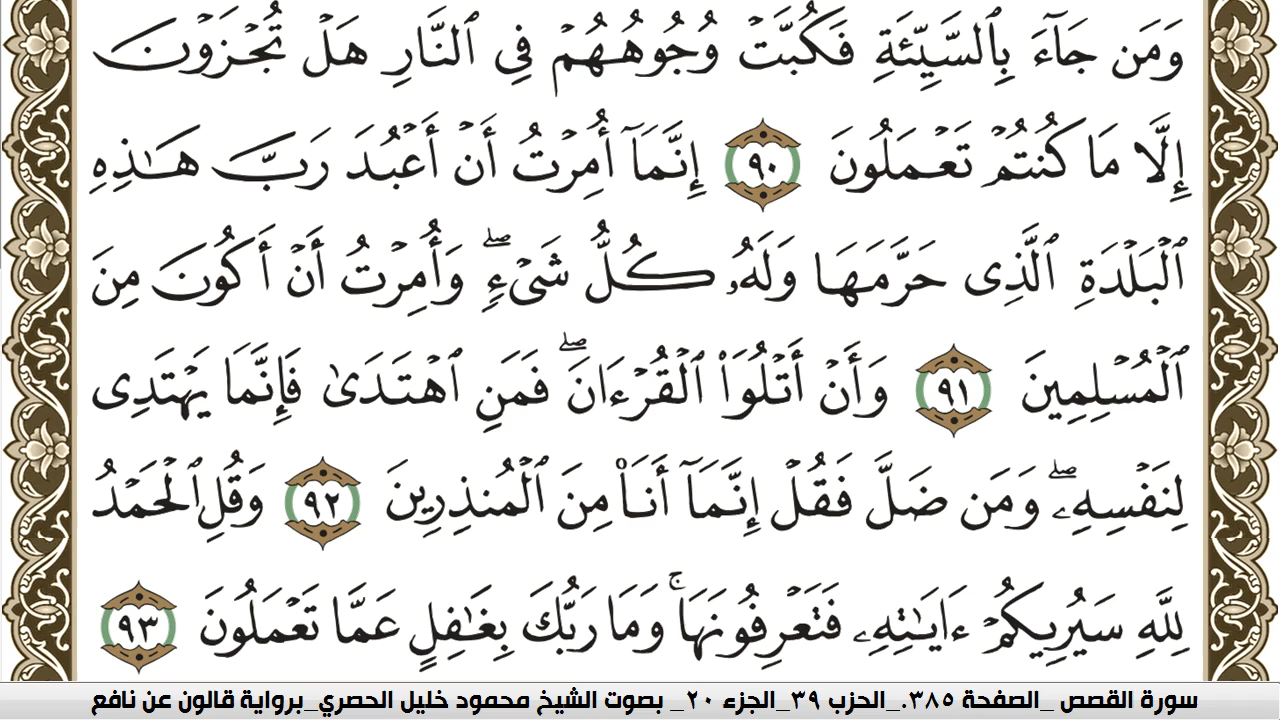 وَمَن جَآءَ بِٱلسَّيِّئَةِ فَكُبَّتْ وُجُوهُهُمْ فِي ٱلنَّارِ هَلْ تُجْزَوْنَ
إِلَّا مَا كُنتُمْ تَعْمَلُونَ ٩٠ إِنَّمَآ أُمِرْتُ أَنْ أَعْبُدَ رَبَّ هَـٰذِهِ
ٱلْبَلْدَةِ ٱلَّذِى حَرَّمَهَا وَلَهُۥ كُلُّ شَىْءٍۖ وَأُمِرْتُ أَنْ أَكُونَ مِنَ
ٱلْمُسْلِمِينَ ٩١ وَأَنْ أَتْلُوَاْ ٱلْقُرْءَانَۖ فَمَنِ ٱهْتَدَىٰ فَإِنَّمَا يَهْتَدِى
لِنَفْسِهِۦۖ وَمَن ضَلَّ فَقُلْ إِنَّمَآ أَنَا۠ مِنَ ٱلْمُنذِرِينَ ٩٢ وَقُلِ ٱلْحَمْدُ
لِلَّهِ سَيُرِيكُمْ ءَايَـٰتِهِۦ فَتَعْرِفُونَهَاۚ وَمَا رَبُّكَ بِغَـٰفِلٍ عَمَّا تَعْمَلُونَ ٩٣
سورة القصص _الصفحة ٣٨٥._الحزب ٣٩_الجزء ٢٠_ بصوت الشيخ محمود خليل الحصري_برواية قالون عن نافع